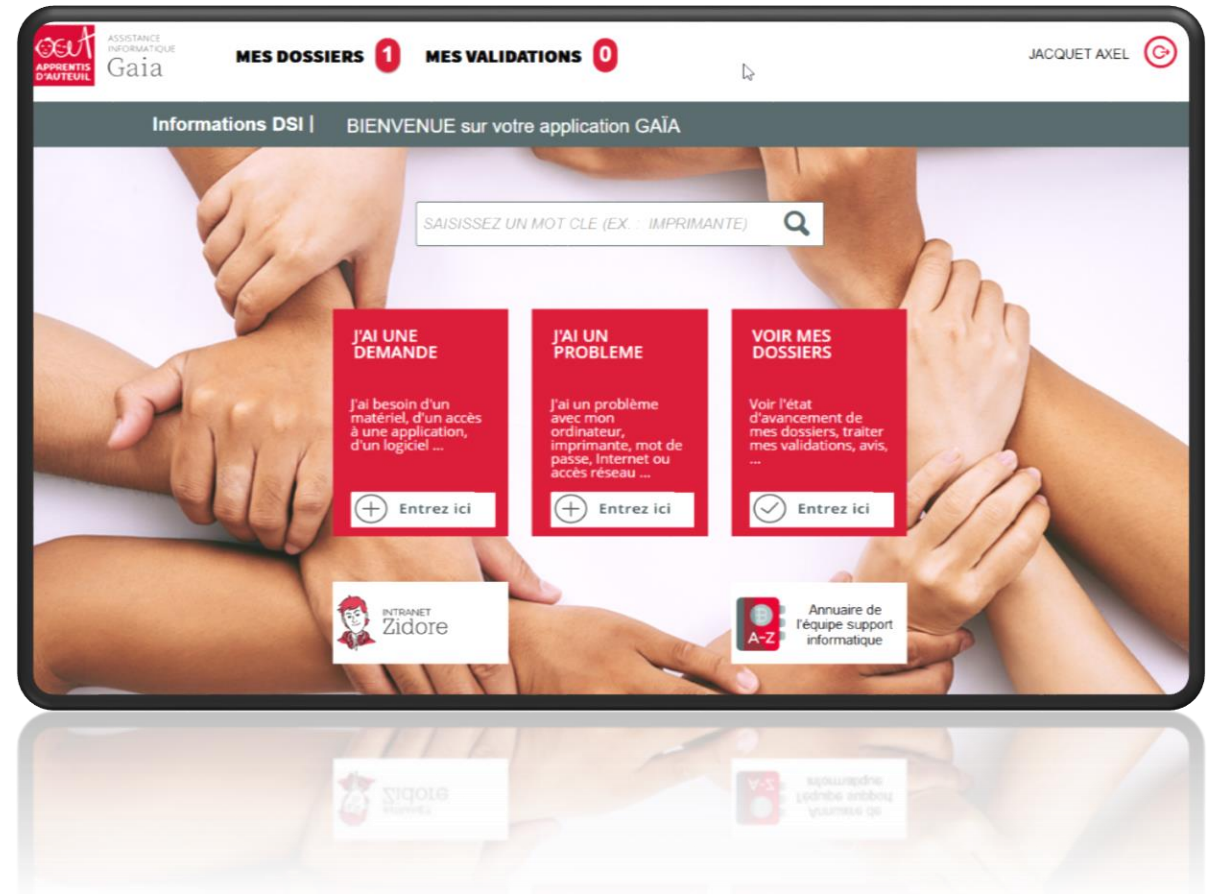 APPRENTIS
D'AUTEUIL
ASSISTANCE
INFORMATIQUE
Gaia
MES DOSSIERS 1 MES VALIDATIONS 0
JACQUET AXEL
Informations DSI | BIENVENUE sur votre application GAÏA
SAISISSEZ UN MOT CLE (EX. : IMPRIMANTE)
J'AI UNE
DEMANDE
J'ai besoin d'un
matériel, d'un accès
à une application,
d'un logiciel ...
Entrez ici
J'AI UN
PROBLEME
J'ai un problème
avec mon
ordinateur,
imprimante, mot de
passe, Internet ou
accès réseau ...
Entrez ici
VOIR MES
DOSSIERS
Voir l'état
d'avancement de
mes dossiers, traiter
mes validations, avis,
...
Entrez ici
INTRANET
Zidore
A-Z
Annuaire de
l'équipe support
informatique